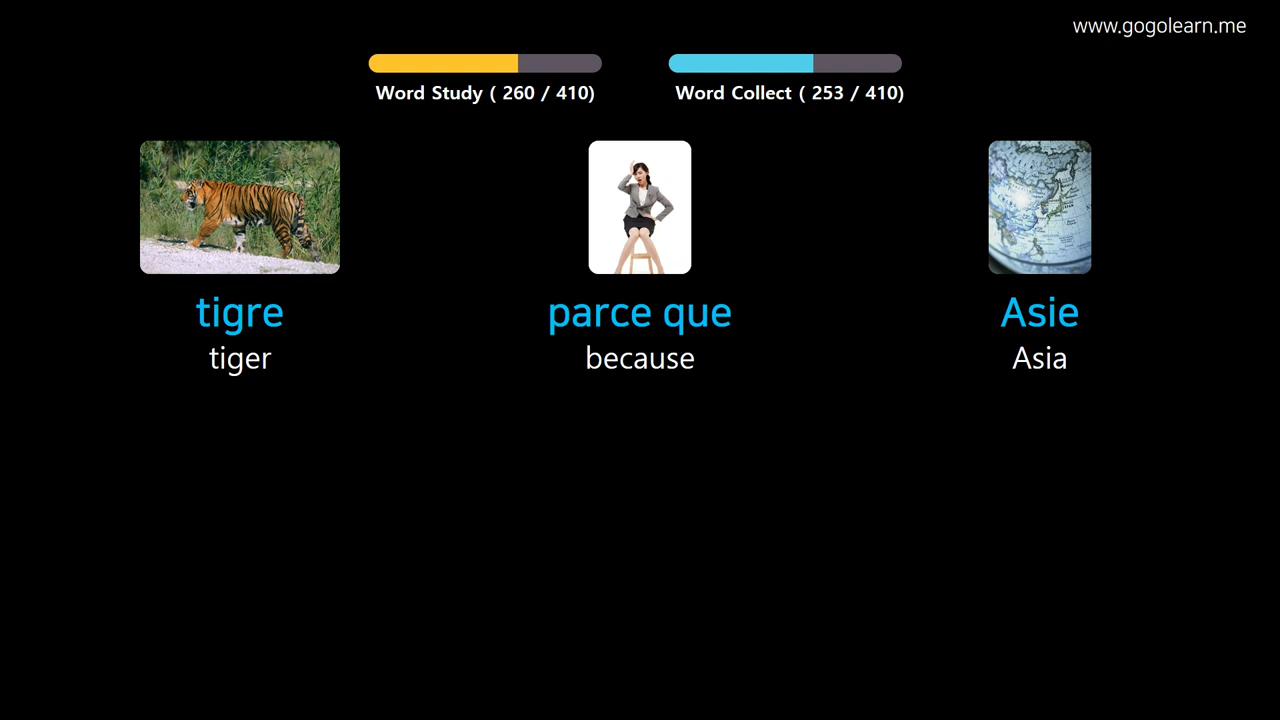 www.gogolearn.me
Word Study ( 260 / 410)
Word Collect ( 253 / 410)
tigre
tiger
parce que
because
Asie
Asia